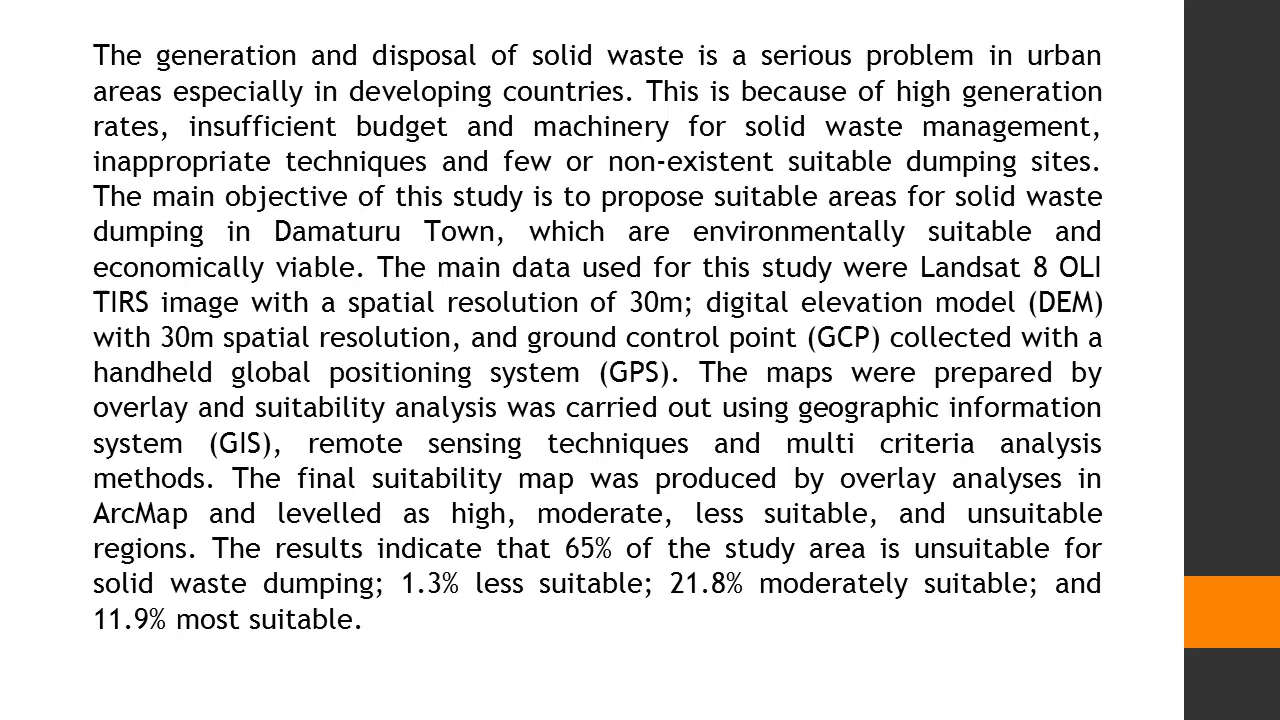 The generation and disposal of solid waste is a serious problem in urban
areas especially in developing countries. This is because of high generation
rates, insufficient budget and machinery for solid waste management,
inappropriate techniques and few or non-existent suitable dumping sites.
The main objective of this study is to propose suitable areas for solid waste
dumping in Damaturu Town, which are environmentally suitable and
economically viable. The main data used for this study were Landsat 8 OLI
TIRS image with a spatial resolution of 30m; digital elevation model (DEM)
with 30m spatial resolution, and ground control point (GCP) collected with a
handheld global positioning system (GPS). The maps were prepared by
overlay and suitability analysis was carried out using geographic information
system (GIS), remote sensing techniques and multi criteria analysis
methods. The final suitability map was produced by overlay analyses in
ArcMap and levelled as high, moderate, less suitable, and unsuitable
regions. The results indicate that 65% of the study area is unsuitable for
solid waste dumping; 1.3% less suitable; 21.8% moderately suitable; and
11.9% most suitable.